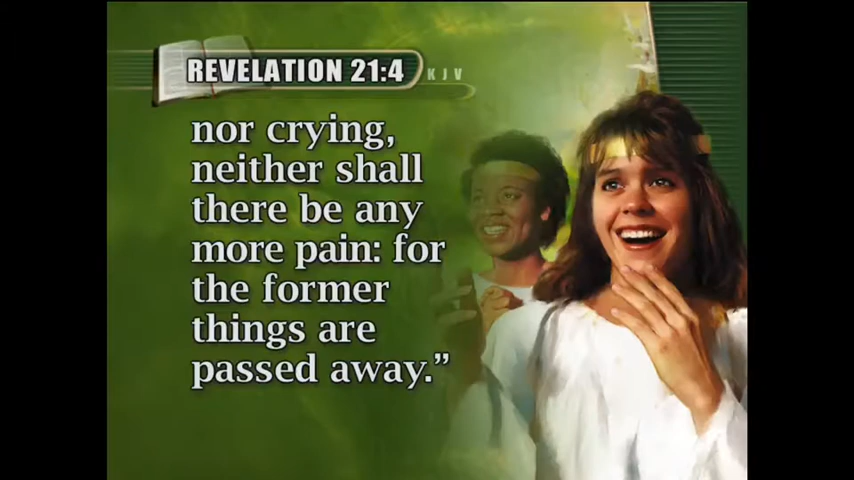 REVELATION 21:4 KJV
nor crying,
neither shall
there be any
more pain: for
the former
things are
passed away.”